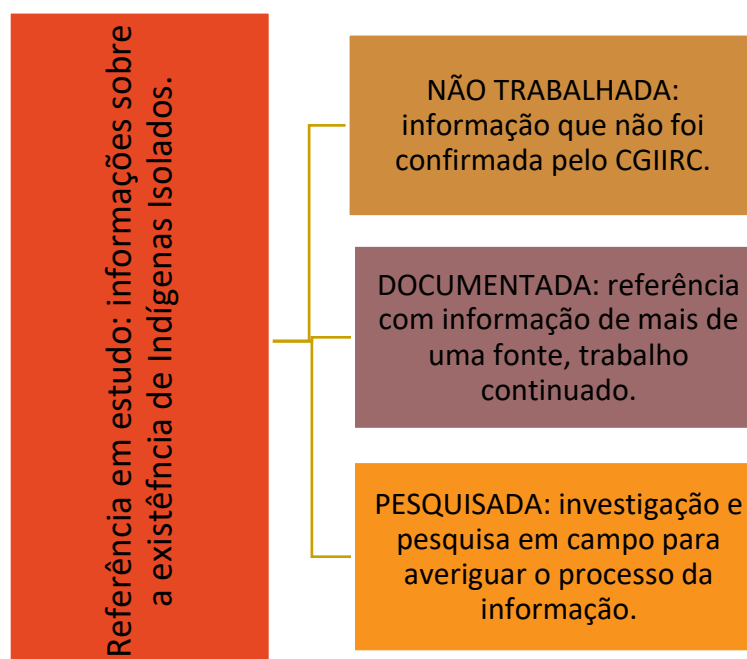 Referência em estudo: informações sobre
a existêfncia de Indígenas Isolados.
NÃO TRABALHADA:
informação que não foi
confirmada pelo CGIIRC.
DOCUMENTADA: referência
com informação de mais de
uma fonte, trabalho
continuado.
PESQUISADA: investigação e
pesquisa em campo para
averiguar o processo da
informação.